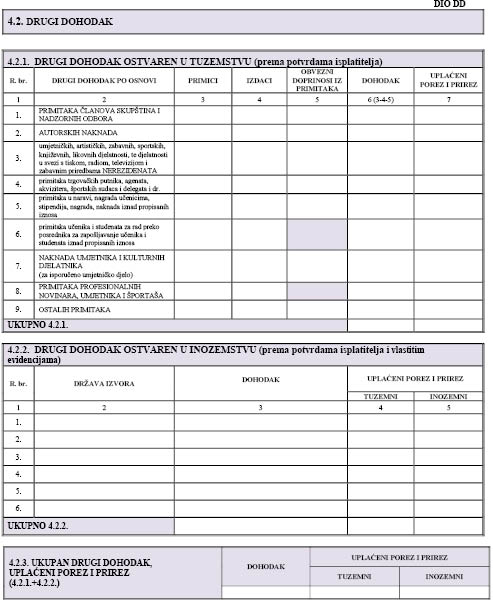 DIO DD
4.2. DRUGI DOHODAK
4.2.1. DRUGI DOHODAK OSTVAREN U TUZEMSTVU (prema potvrdama isplatitelja)
R. br. DRUGI DOHODAK PO OSNOVI PRIMICI IZDACI OBVEZNI DOPRINOSI IZ PRIMITAKA DOHODAK UPLAĆENI POREZ I PRIREZ
1 2 3 4 5 6 (3-4-5) 7
1. PRIMITAKA ČLANOVA SKUPŠTINA I
NADZORNIH ODBORA
2. AUTORSKIH NAKNADA
3. umjetničkih, artističkih, zabavnih, sportskih,
književnih, likovnih djelatnosti, te djelatnosti
u svezi s tiskom, radiom, televizijom i
zabavnim priredbama NEREZIDENATA
4. primitaka trgovačkih putnika, agenata,
akvizitera, športskih sudaca i delegata i dr.
5. primitaka u naravi, nagrada učenicima,
stipendija, nagrada, naknada iznad propisanih
iznosa
6. primitaka učenika i studenata za rad preko
posrednika za zapošljavanje učenika i
studenata iznad propisanih iznosa
7. NAKNADA UMJETNIKA I KULTURNIH
DJELATNIKA
(za isporučeno umjetničko djelo)
8. PRIMITAKA PROFESIONALNIH
NOVINARA, UMJETNIKA I ŠPORTAŠA
9. OSTALIH PRIMITAKA
UKUPNO 4.2.1.
4.2.2. DRUGI DOHODAK OSTVAREN U INOZEMSTVU (prema potvrdama isplatitelja i vlastitim
evidencijama)
R. br. DRŽAVA IZVORA DOHODAK UPLAĆENI POREZ I PRIREZ
TUZEMNI INOZEMNI
1 2 3 4 5
1.
2.
3.
4.
5.
6.
UKUPNO 4.2.2.
4.2.3. UKUPAN DRUGI DOHODAK,
UPLAĆENI POREZ I PRIREZ
(4.2.1.+4.2.2.)
DOHODAK
UPLAĆENI POREZ I PRIREZ
TUZEMNI INOZEMNI